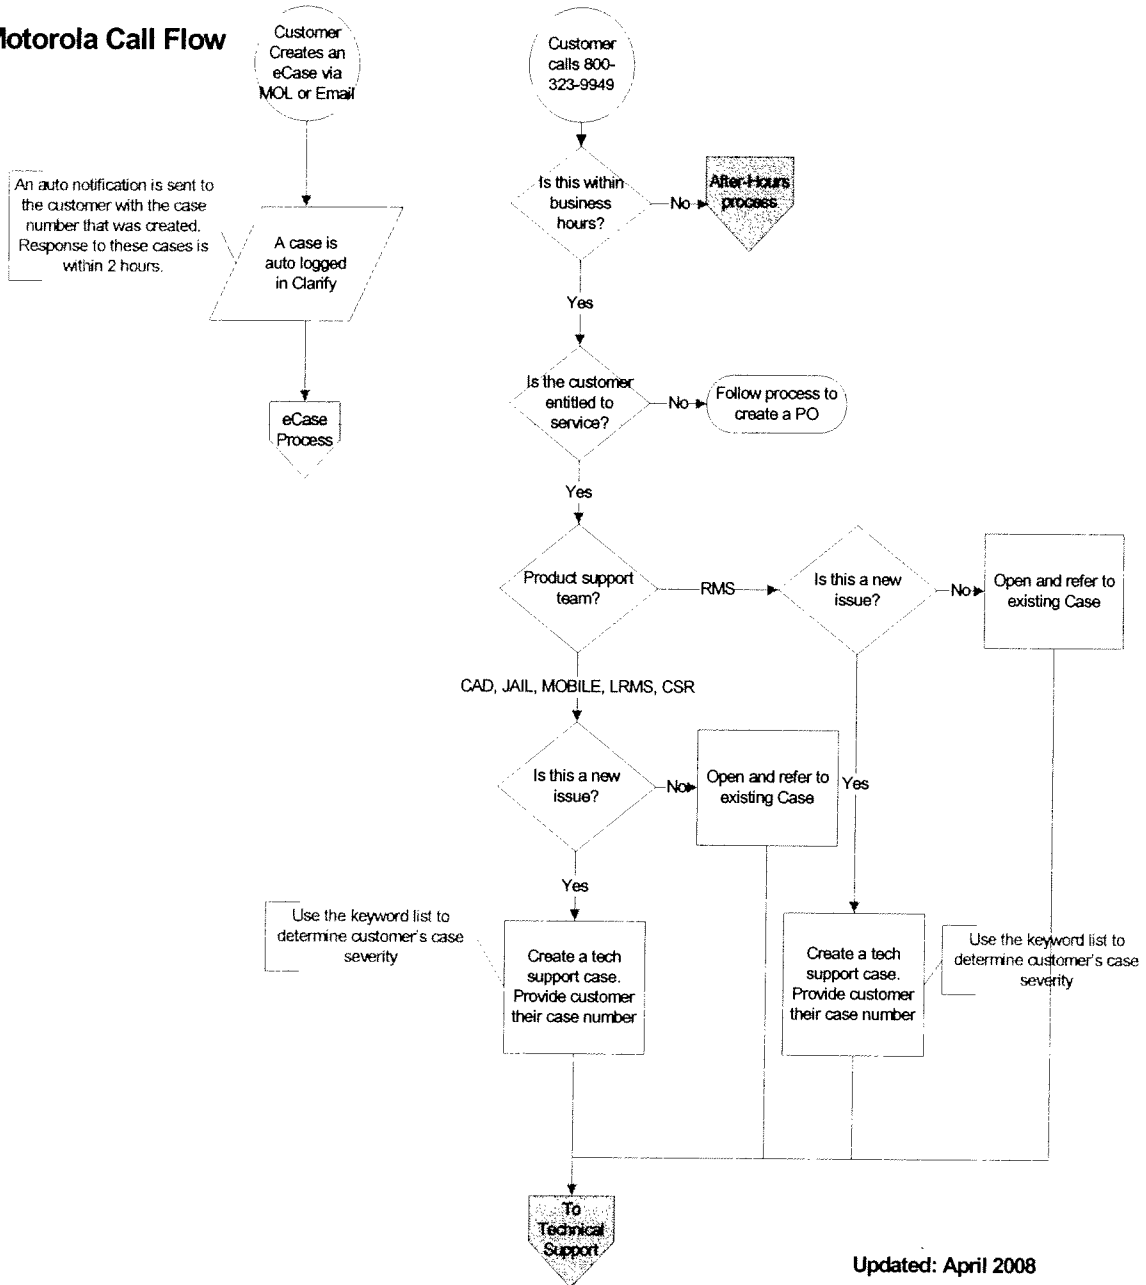 Motorola Call Flow
Customer
Creates an
eCase via
MOL or Email
Customer
calls 800-
323-9949
An auto notification is sent to
the customer with the case
number that was created.
Response to these cases is
within 2 hours.
A case is
auto logged
in Clarify
eCase
Process
Is this within
business
hours?
No
After-Hours
process
Yes
Is the customer
entitled to
service?
No
Follow process to
create a PO
Yes
Product support
team?
RMS
Is this a new
issue?
No
Open and refer to
existing Case
CAD, JAIL, MOBILE, LRMS, CSR
Is this a new
issue?
No
Open and refer to
existing Case
Yes
Yes
Use the keyword list to
determine customer's case
severity
Create a tech
support case.
Provide customer
their case number
Create a tech
support case.
Provide customer
their case number
Use the keyword list to
determine customer's case
severity
To
Technical
Support
Updated: April 2008